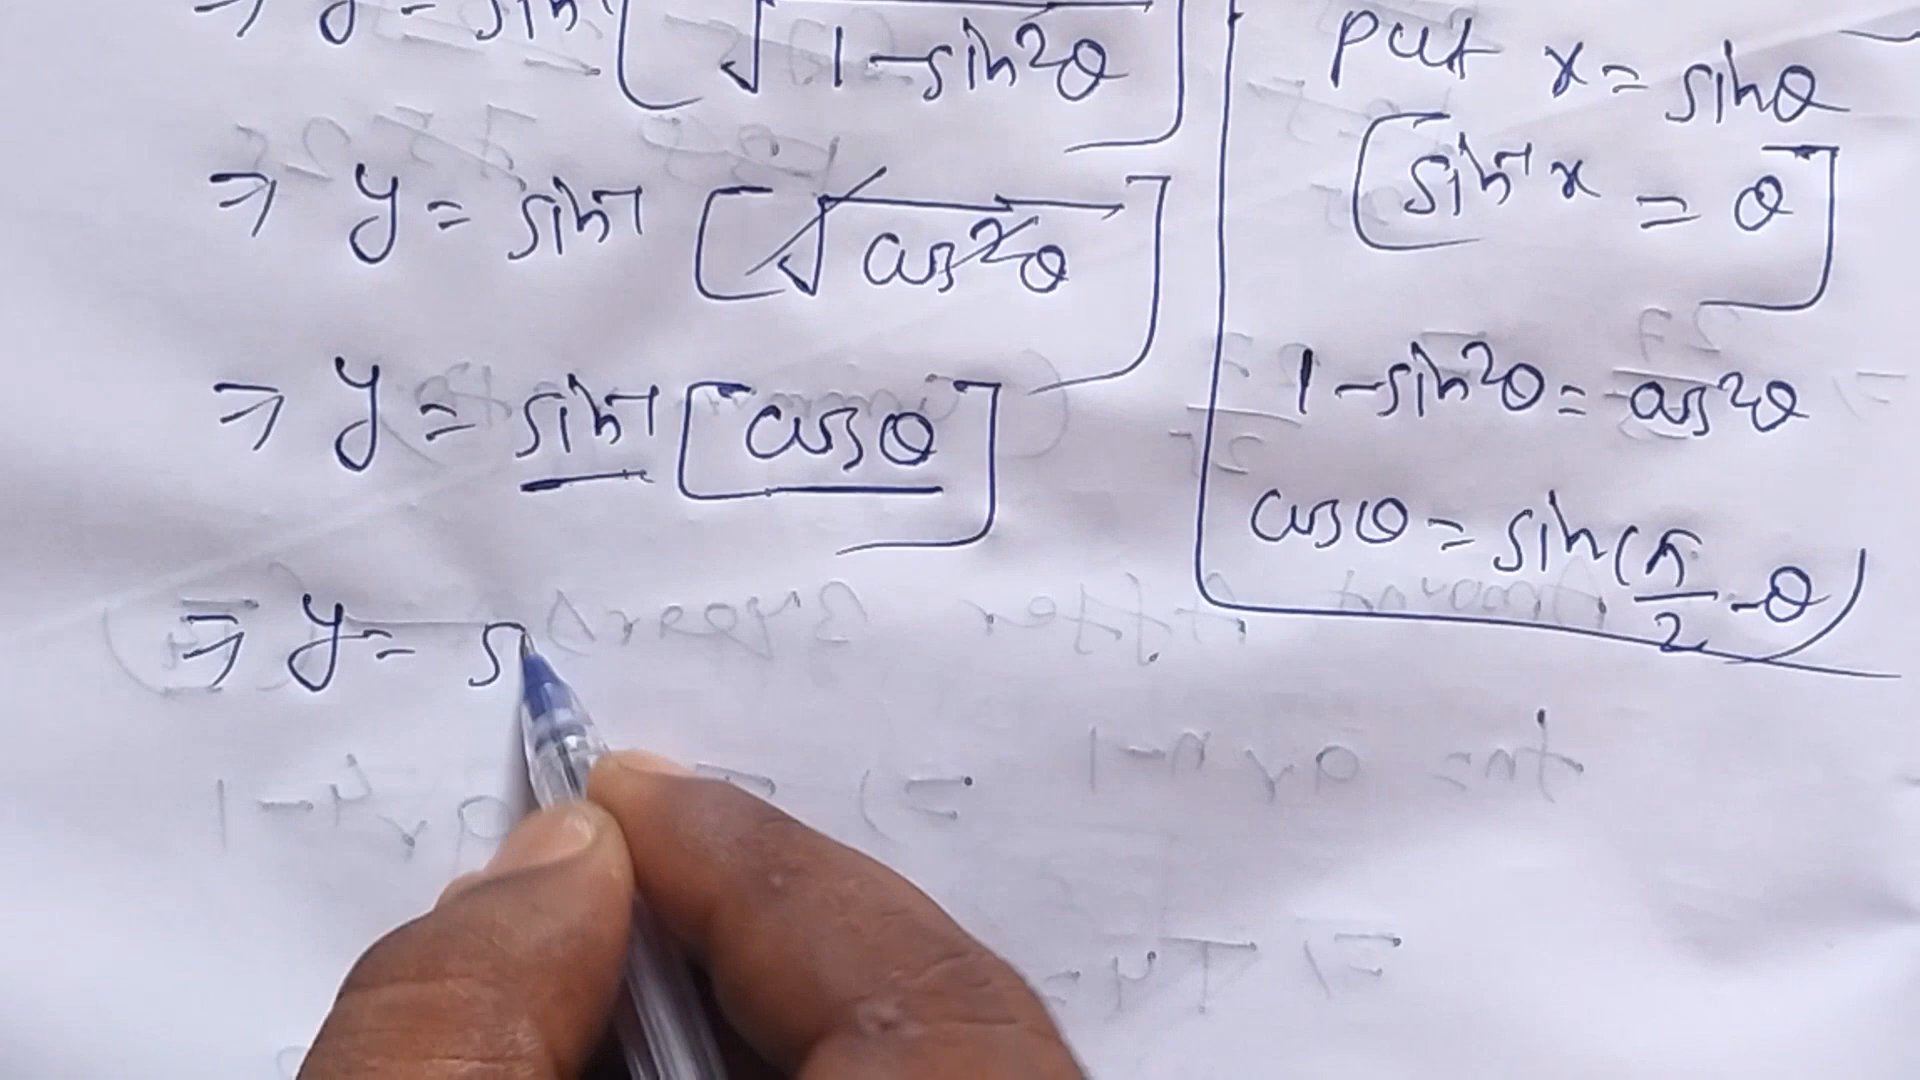 ⇒ y = sin⁻¹ [√1-sin²θ]
⇒ y = sin⁻¹ [√cos²θ]
⇒ y = sin⁻¹ [cosθ]
⇒ y = s
put x = sinθ
[sin⁻¹x = θ]
1-sin²θ = cos²θ
cosθ = sin(π/2 - θ)